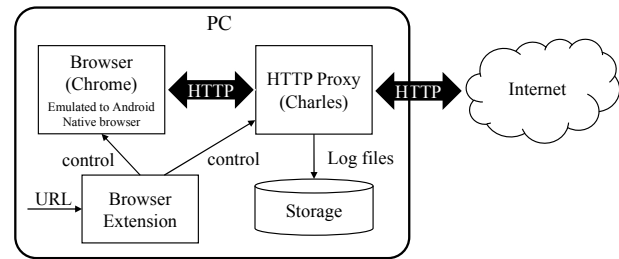 PC
Browser
(Chrome)
Emulated to Android
Native browser
HTTP
HTTP Proxy
(Charles)
HTTP
Internet
control
control
Log files
URL
Browser
Extension
Storage